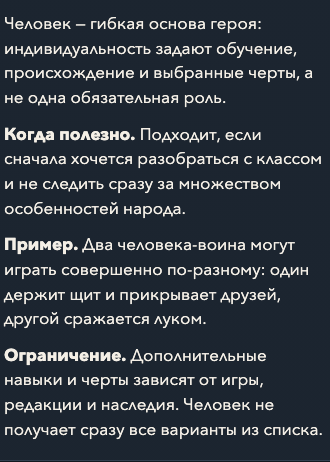 Человек — гибкая основа героя:
индивидуальность задают обучение,
происхождение и выбранные черты, а
не одна обязательная роль.
Когда полезно. Подходит, если
сначала хочется разобраться с классом
и не следить сразу за множеством
особенностей народа.
Пример. Два человека-воина могут
играть совершенно по-разному: один
держит щит и прикрывает друзей,
другой сражается луком.
Ограничение. Дополнительные
навыки и черты зависят от игры,
редакции и наследия. Человек не
получает сразу все варианты из списка.